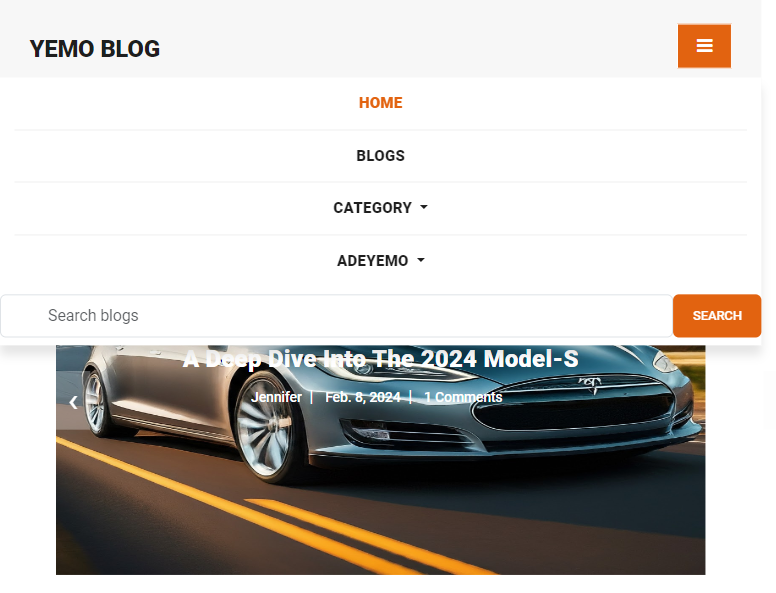 YEMO BLOG
HOME
BLOGS
CATEGORY
ADEYEMO
Search blogs
SEARCH
A Deep Dive Into The 2024 Model-S
Jennifer | Feb. 8, 2024 | 1 Comments